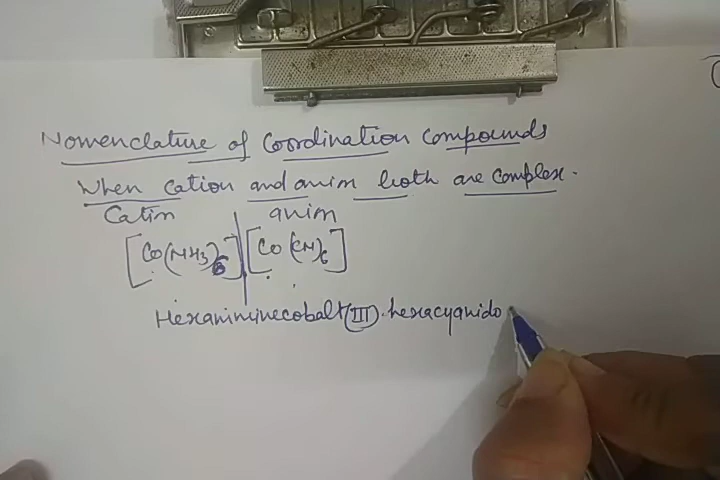 Nomenclature of Coordination compounds
When cation and anion both are complex.
Cation anion
[Co(NH3)6] [Co(CN)6]
Hexamminecobalt(III).hexacyanido